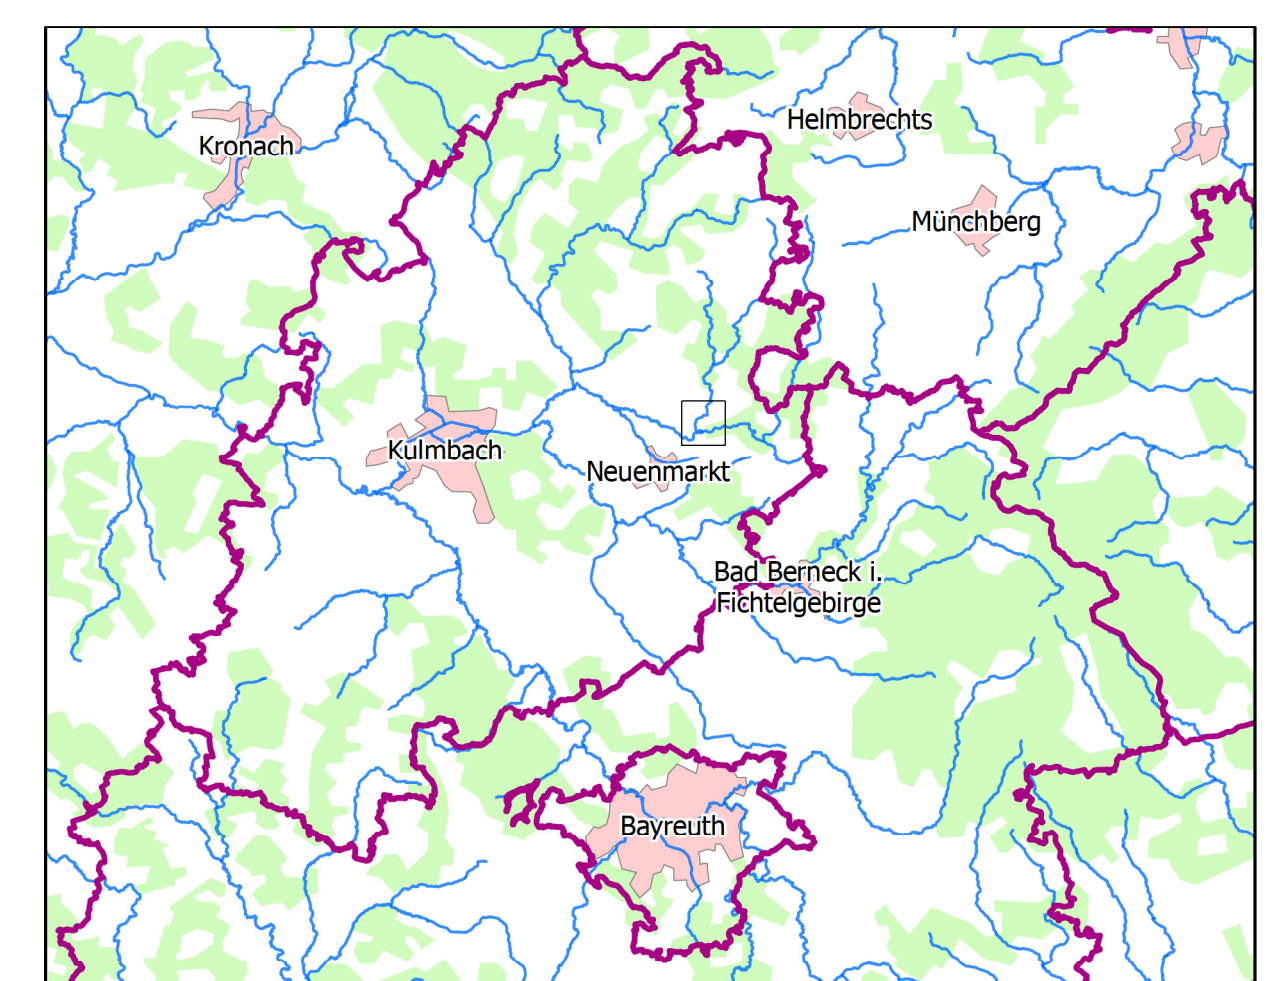 Helmbrechts
Kronach
Münchberg
Kulmbach
Neuenmarkt
Bad Berneck i.
Fichtelgebirge
Bayreuth